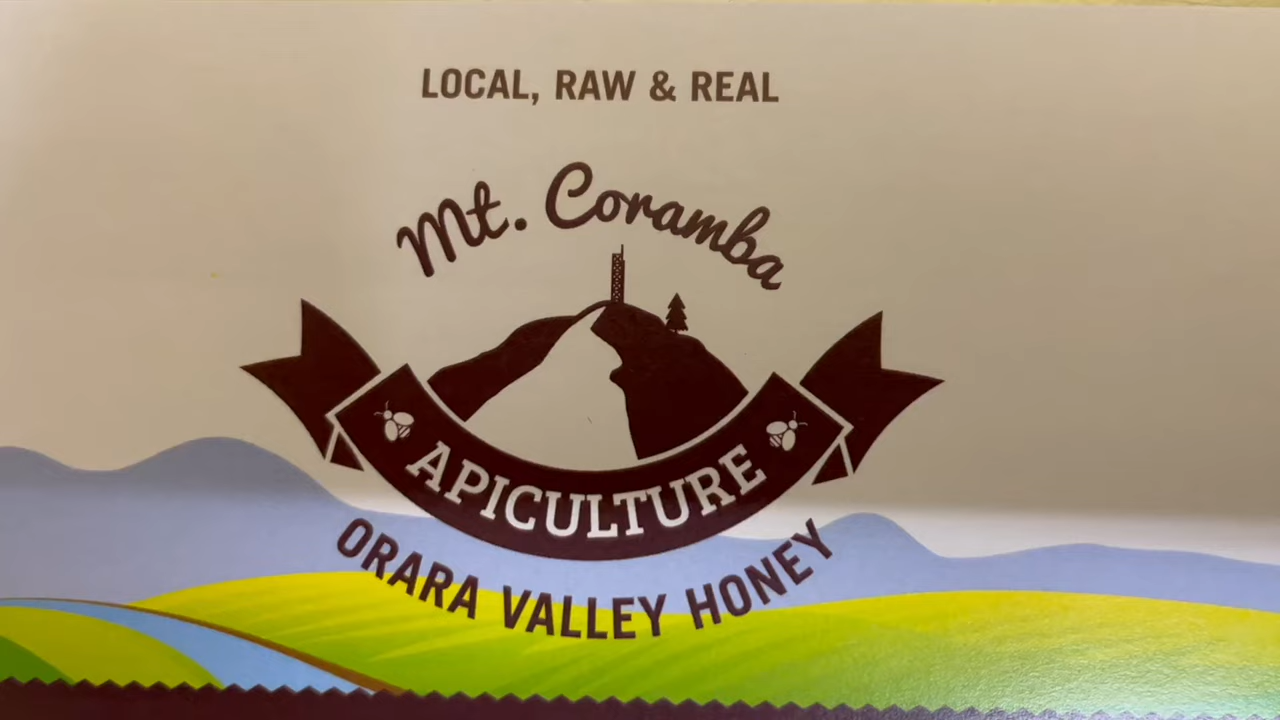 LOCAL, RAW & REAL
Mt. Coramba
APICULTURE
ORARA VALLEY HONEY